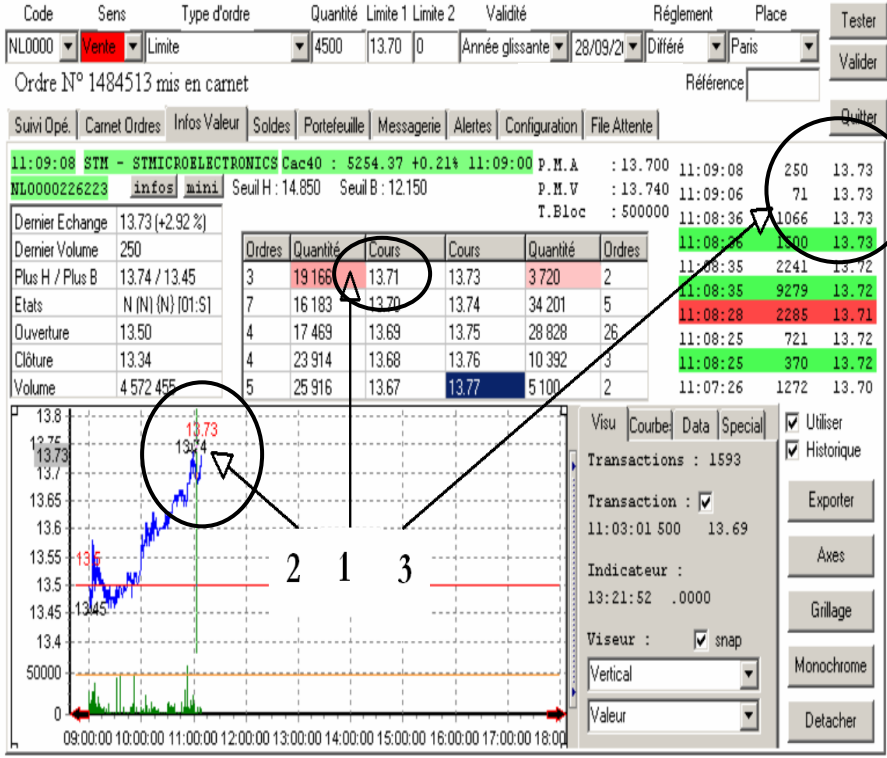 Code Sens Type d'ordre Quantité Limite 1 Limite 2 Validité Réglement Place Tester
NL0000 Vente Limite 4500 13.70 0 Année glissante 28/09/2 Différé Paris Valider
Ordre N° 1484513 mis en carnet Référence
Suivi Opé. Carnet Ordres Infos Valeur Soldes Portefeuille Messagerie Alertes Configuration File Attente Quitter
11:09:08 STM - STMICROELECTRONICS Cac40 : 5254.37 +0.21% 11:09:00 P.M.A : 13.700
NL0000226223 infos mini Seuil H : 14.850 Seuil B : 12.150 P.M.V : 13.740
T.Bloc : 500000
11:09:08 250 13.73
11:09:06 71 13.73
11:08:36 1066 13.73
11:08:36 1500 13.73
11:08:35 2241 13.72
11:08:35 9279 13.72
11:08:28 2285 13.71
11:08:25 721 13.72
11:08:25 370 13.72
11:07:26 1272 13.70
Dernier Echange 13.73 (+2.92 %)
Dernier Volume 250
Plus H / Plus B 13.74 / 13.45
Etats N (N) {N} [01:S]
Ouverture 13.50
Clôture 13.34
Volume 4 572 455
Ordres Quantité Cours Cours Quantité Ordres
3 19 166 13.71 13.73 3 720 2
7 16 183 13.70 13.74 34 201 5
4 17 469 13.69 13.75 28 828 26
4 23 914 13.68 13.76 10 392 3
5 25 916 13.67 13.77 5 100 2
13.8
13.75
13.73
13.7
13.65
13.6
13.55
13.5
13.45
13.4
50000
0
13.73
13.74
13.5
13.45
2 1 3
09:00:00 10:00:00 11:00:00 12:00:00 13:00:00 14:00:00 15:00:00 16:00:00 17:00:00 18:00
Visu Courbe Data Special
Transactions : 1593
Transaction :
11:03:01 500 13.69
Indicateur :
13:21:52 .0000
Viseur : snap
Vertical
Valeur
Utiliser
Historique
Exporter
Axes
Grillage
Monochrome
Detacher